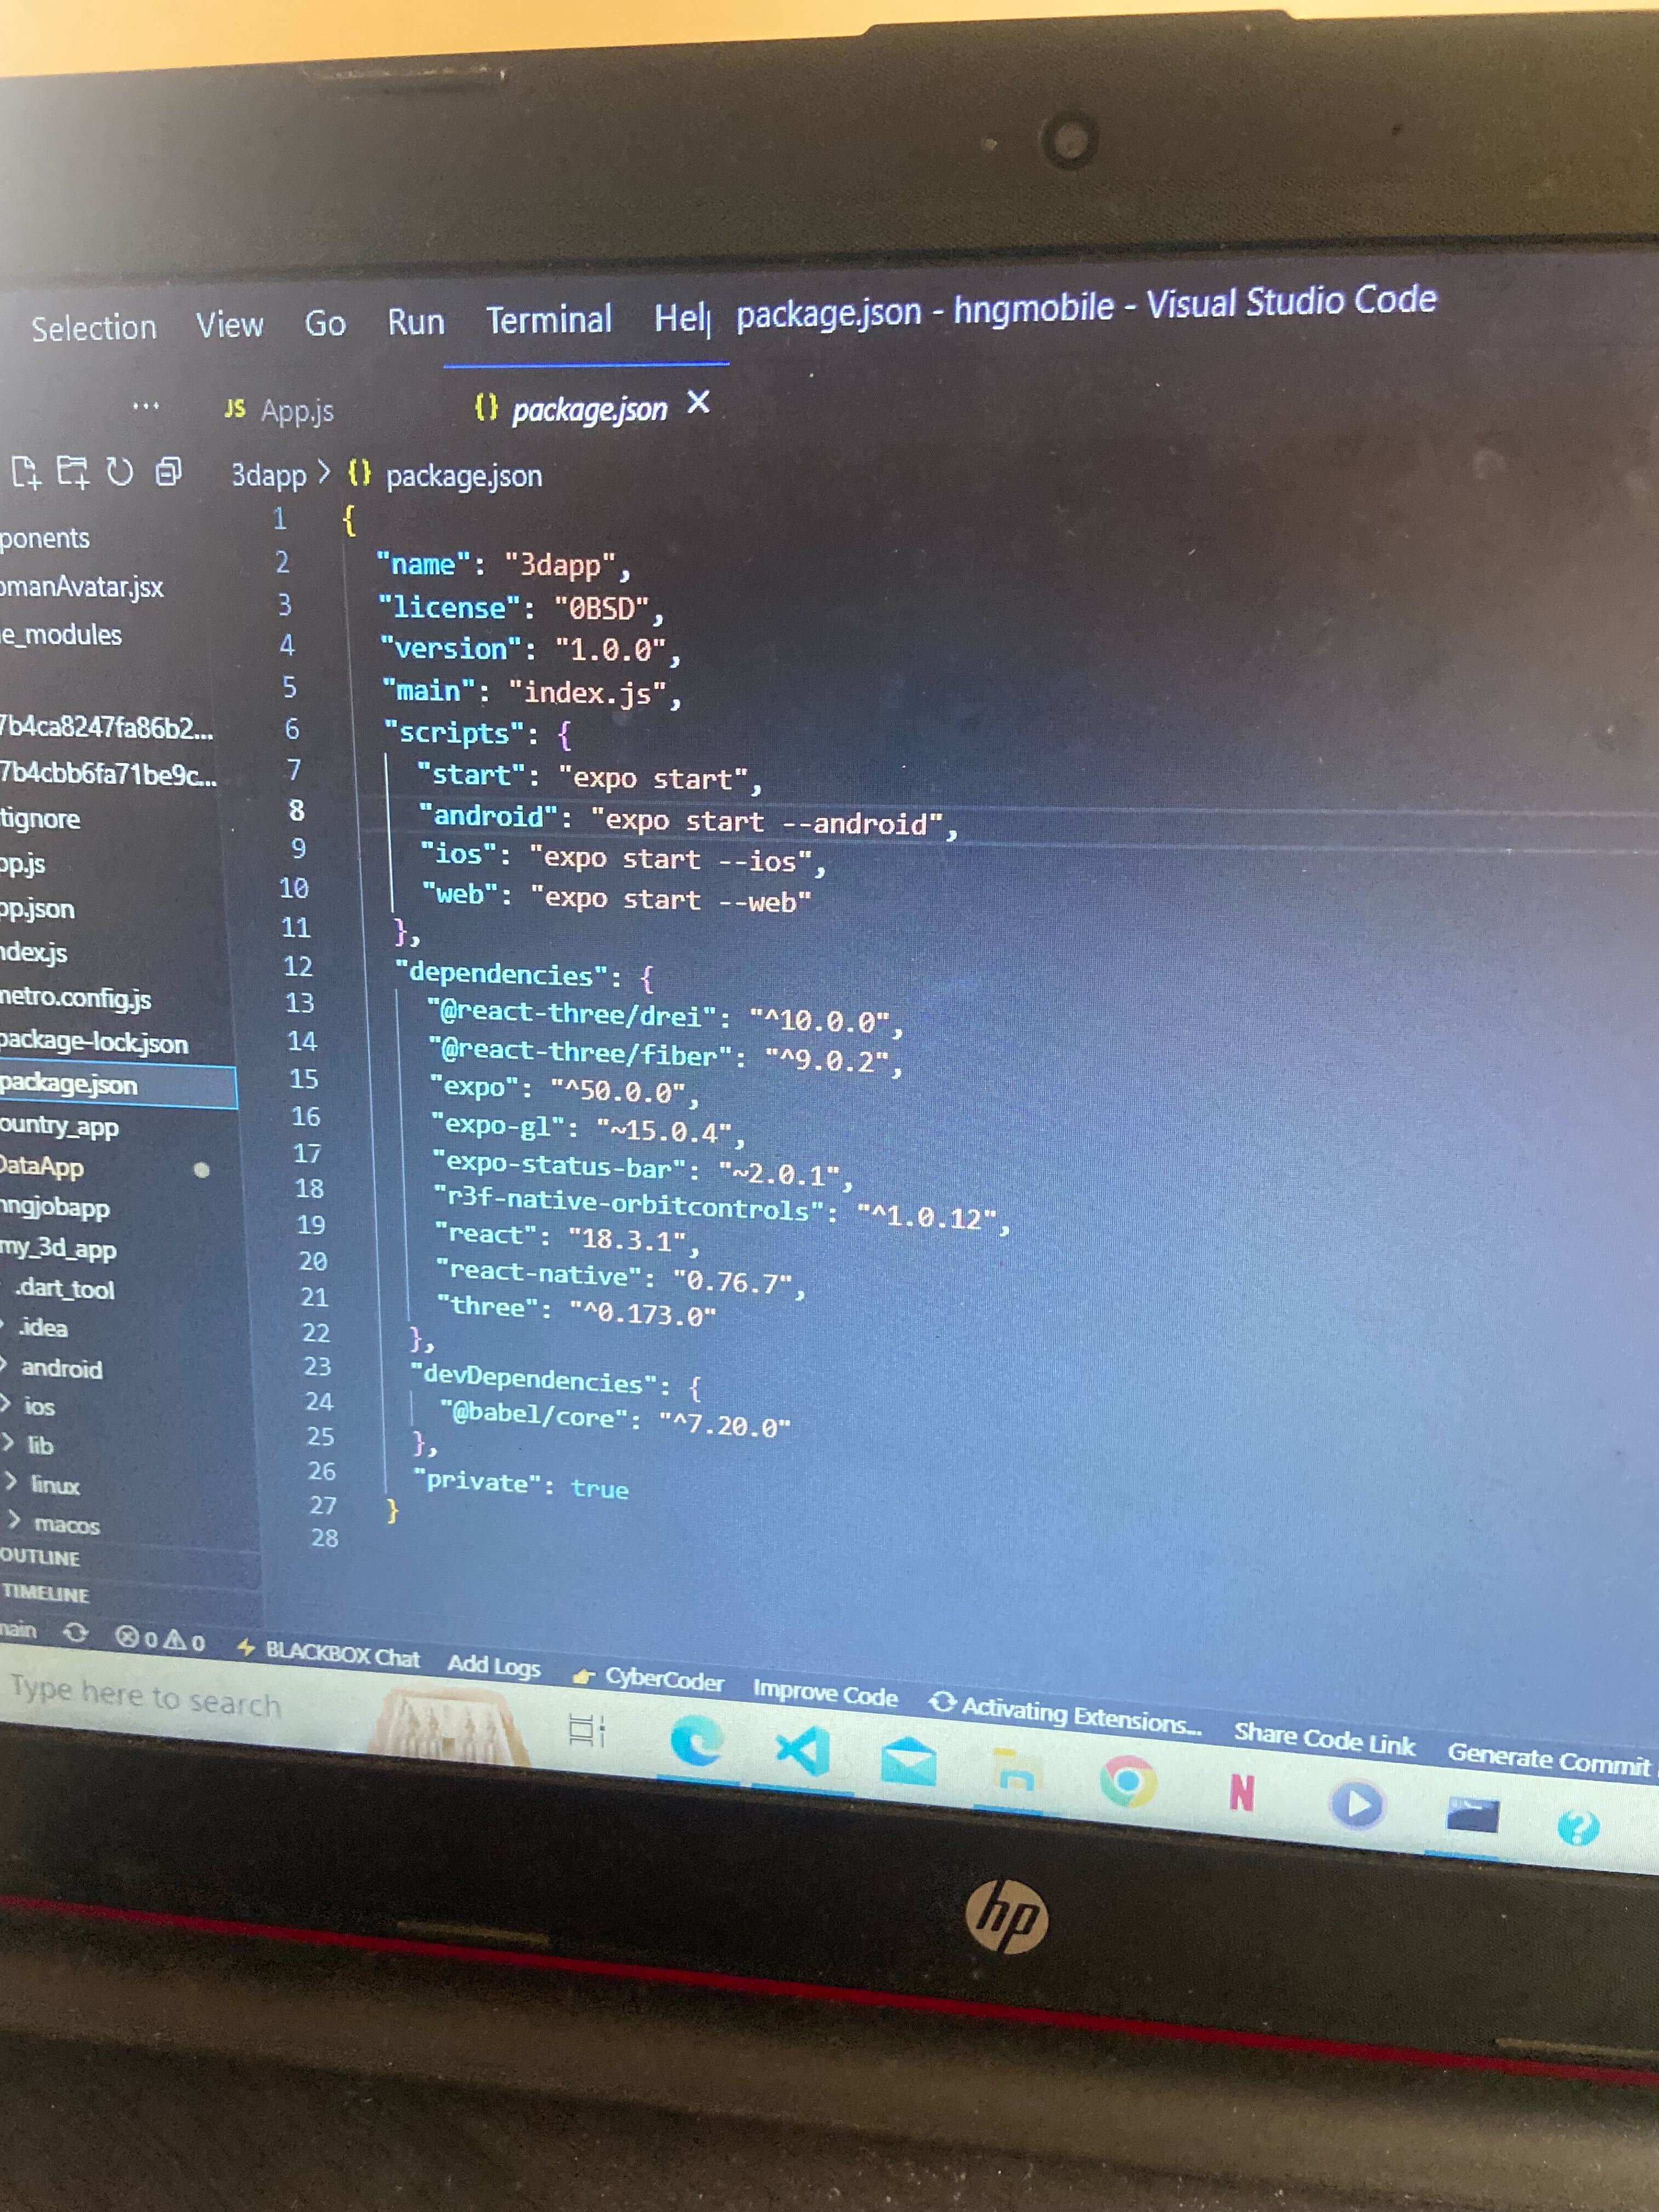 Selection View Go Run Terminal Hel package.json - hngmobile - Visual Studio Code
... JS App.js {} package.json X
3dapp > {} package.json
ponents
omanAvatar.jsx
e_modules
7b4ca8247fa86b2...
7b4cbb6fa71be9c...
tignore
pp.js
pp.json
ndex.js
netro.config.js
package-lock.json
package.json
ountry_app
DataApp
hngjobapp
my_3d_app
.dart_tool
> .idea
> android
> ios
> lib
> linux
> macos
OUTLINE
TIMELINE
1 {
2 "name": "3dapp",
3 "license": "0BSD",
4 "version": "1.0.0",
5 "main": "index.js",
6 "scripts": {
7 "start": "expo start",
8 "android": "expo start --android",
9 "ios": "expo start --ios",
10 "web": "expo start --web"
11 },
12 "dependencies": {
13 "@react-three/drei": "^10.0.0",
14 "@react-three/fiber": "^9.0.2",
15 "expo": "^50.0.0",
16 "expo-gl": "~15.0.4",
17 "expo-status-bar": "~2.0.1",
18 "r3f-native-orbitcontrols": "^1.0.12",
19 "react": "18.3.1",
20 "react-native": "0.76.7",
21 "three": "^0.173.0"
22 },
23 "devDependencies": {
24 "@babel/core": "^7.20.0"
25 },
26 "private": true
27 }
28
main 0 0 BLACKBOX Chat Add Logs CyberCoder Improve Code Activating Extensions... Share Code Link Generate Commit
Type here to search
N
?
hp